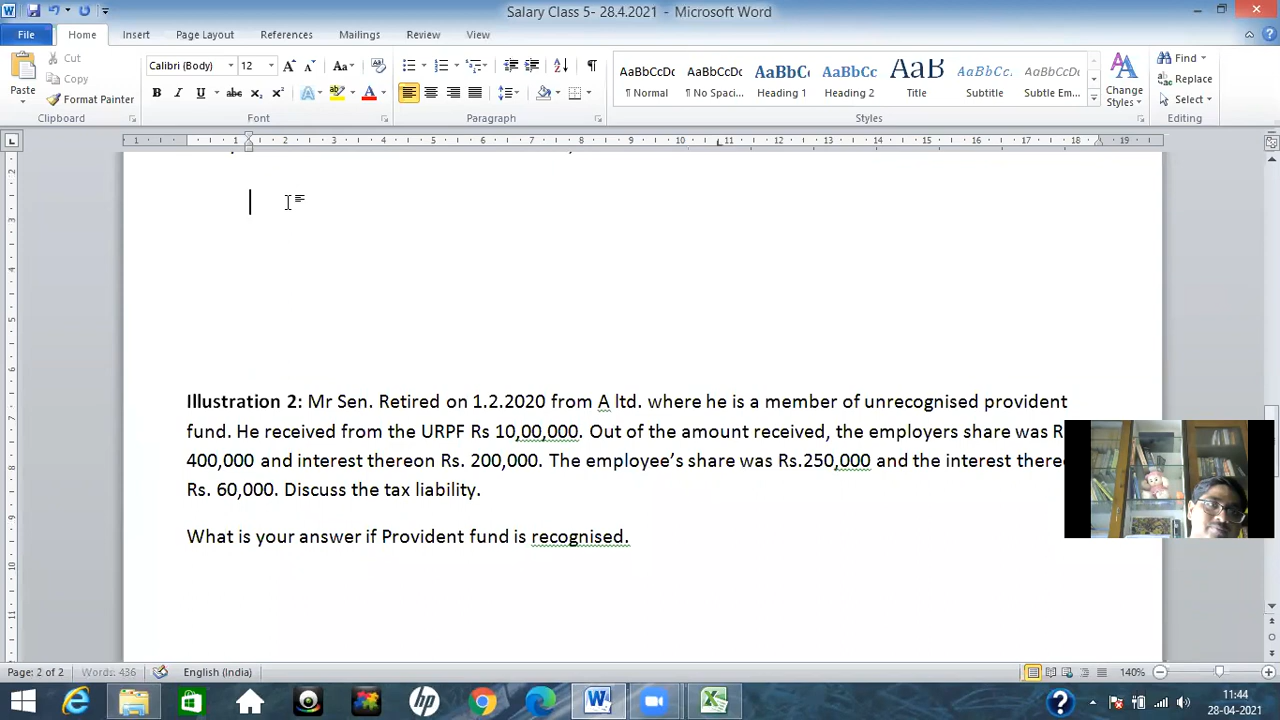 Salary Class 5- 28.4.2021 - Microsoft Word
File Home Insert Page Layout References Mailings Review View
Paste Cut Copy Format Painter
Calibri (Body) 12
AaBbCcDc AaBbCcDc AaBbCc AaBbCc AaB AaBbCc. AaBbCcDc
¶ Normal ¶ No Spaci... Heading 1 Heading 2 Title Subtitle Subtle Em...
Change Styles
Find Replace Select
Clipboard Font Paragraph Styles Editing
Illustration 2: Mr Sen. Retired on 1.2.2020 from A ltd. where he is a member of unrecognised provident
fund. He received from the URPF Rs 10,00,000. Out of the amount received, the employers share was
400,000 and interest thereon Rs. 200,000. The employee's share was Rs.250,000 and the interest
Rs. 60,000. Discuss the tax liability.
What is your answer if Provident fund is recognised.
Page: 2 of 2 Words: 436 English (India) 140%
11:44
28-04-2021